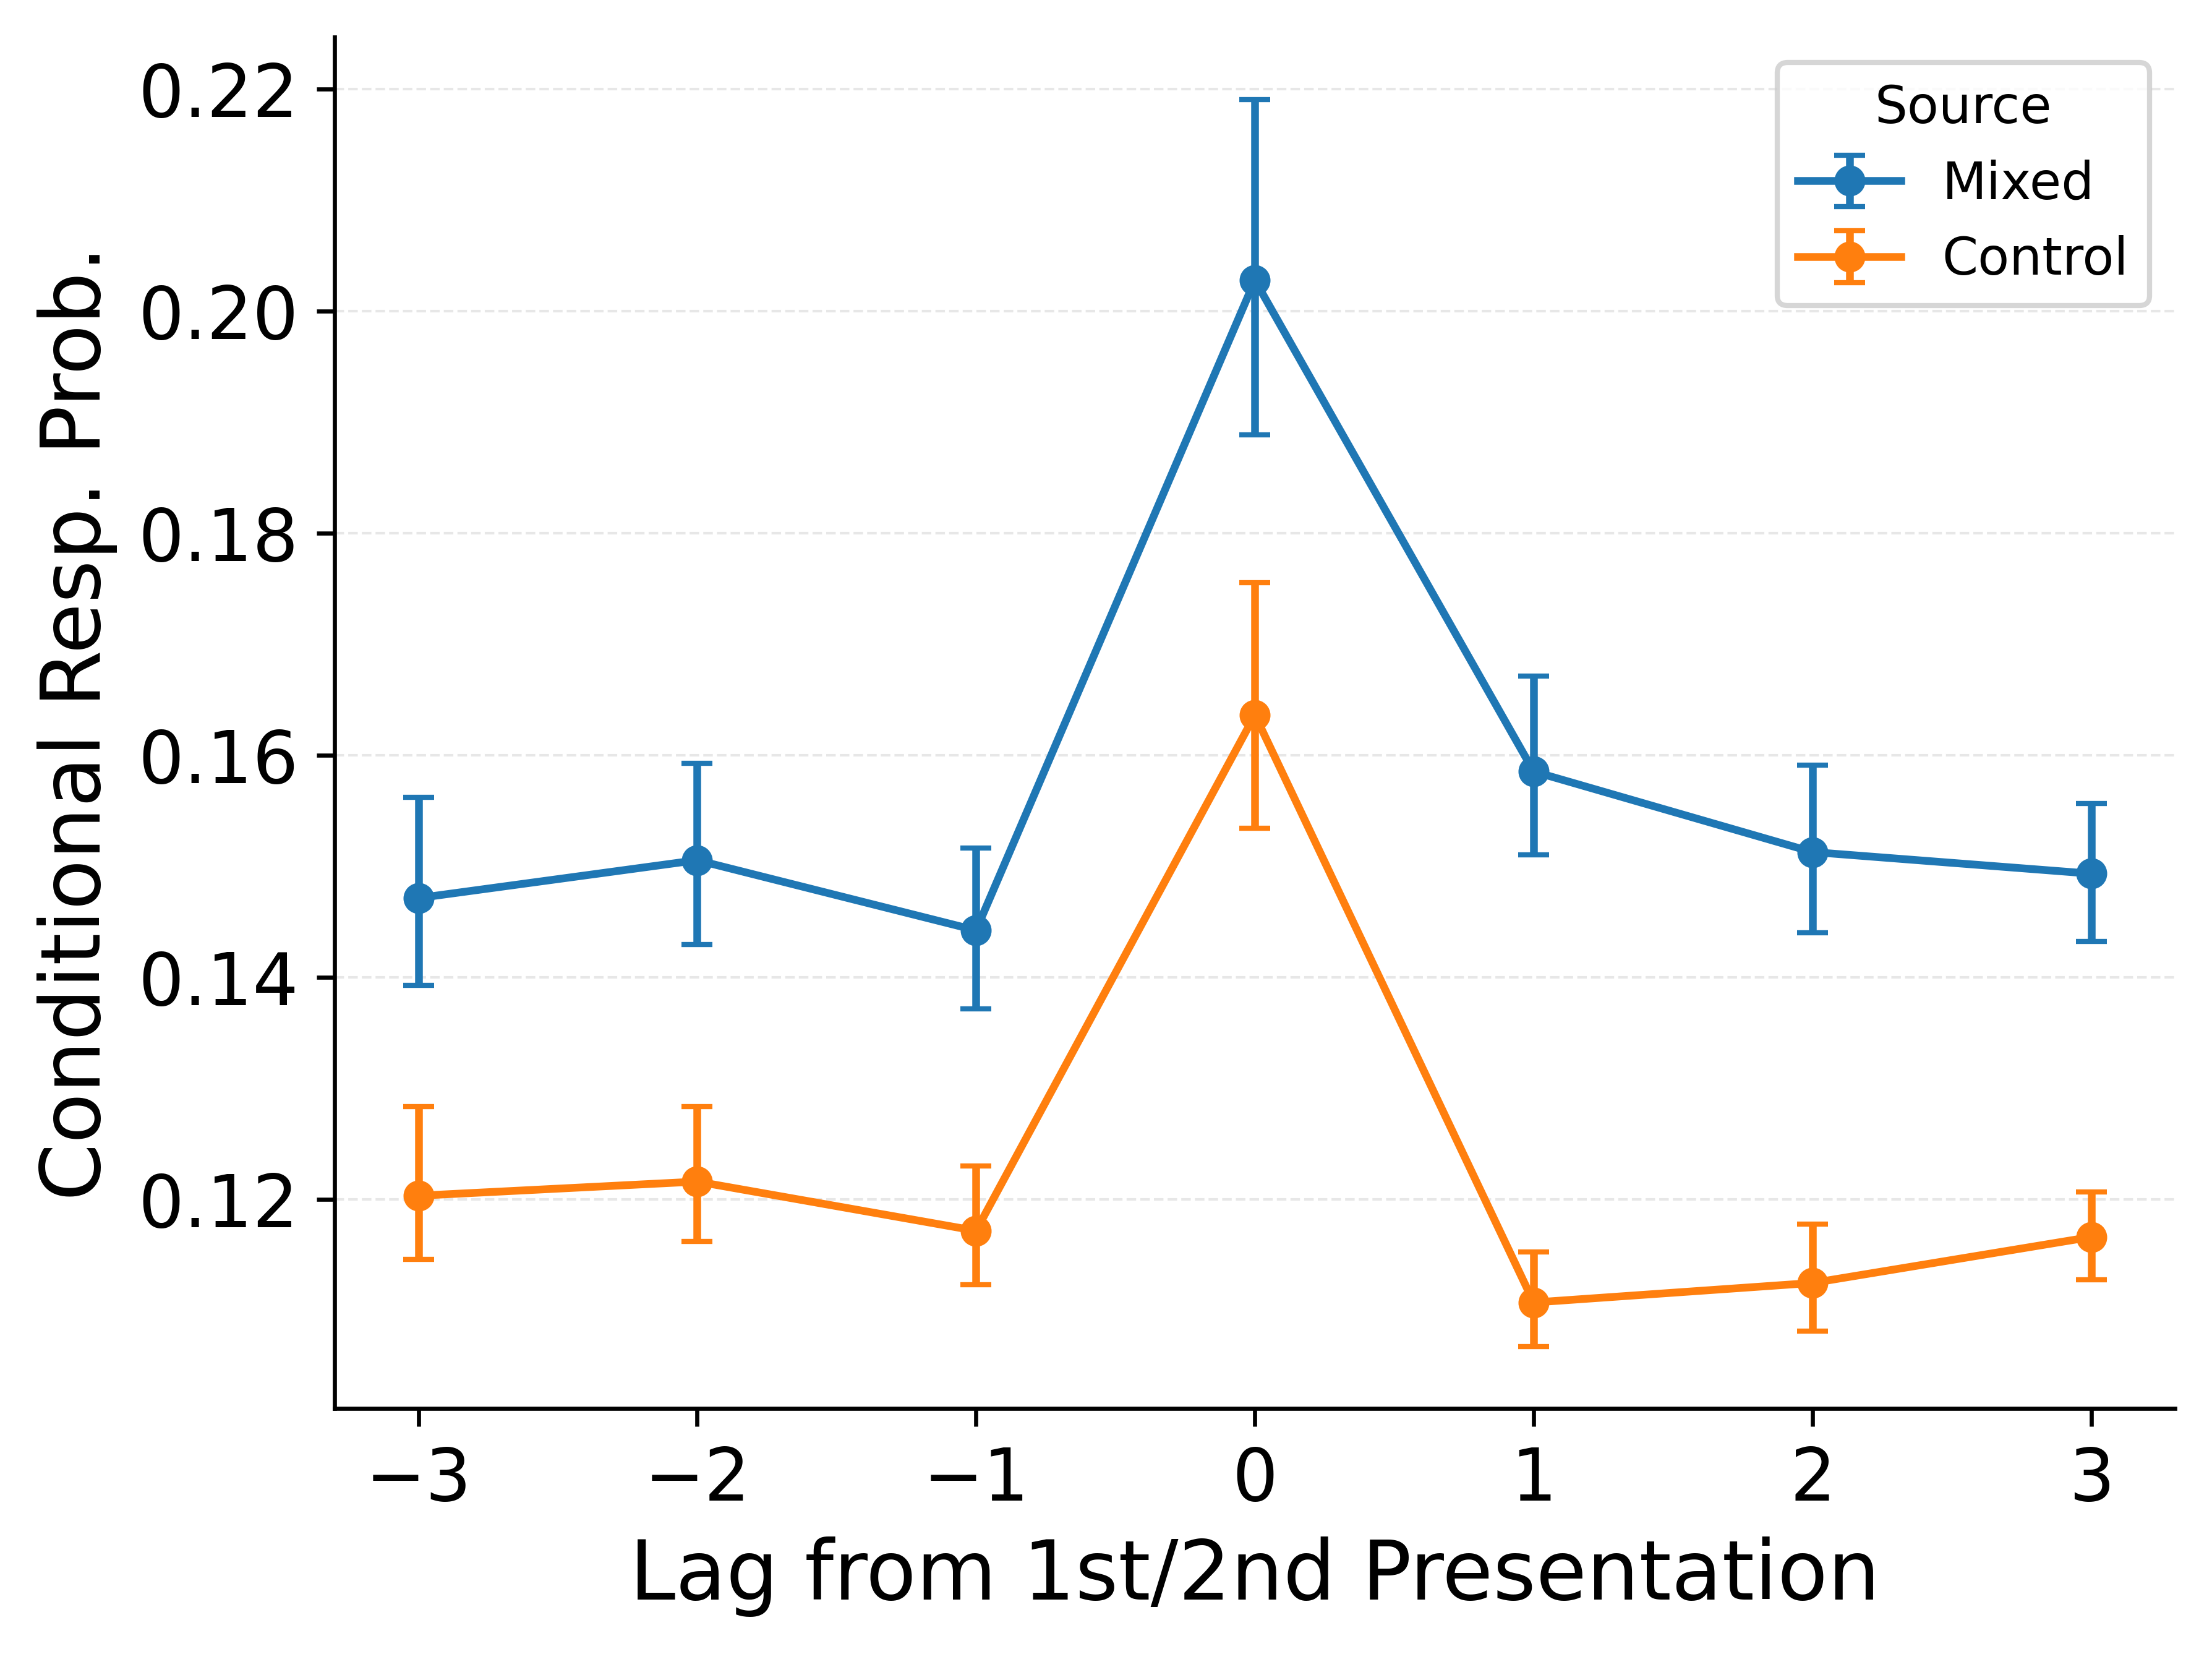 0.22
0.20
0.18
0.16
0.14
0.12
Conditional Resp. Prob.
Source
Mixed
Control
−3 −2 −1 0 1 2 3
Lag from 1st/2nd Presentation